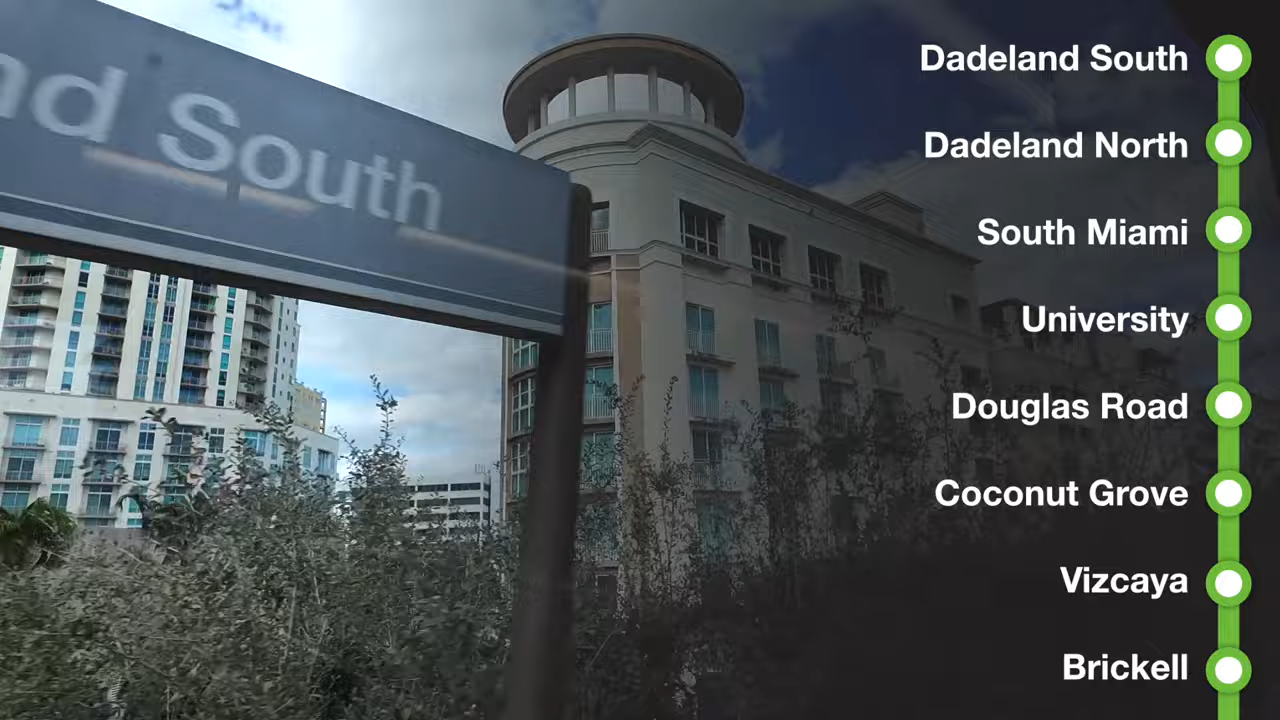 nd South
Dadeland South
Dadeland North
South Miami
University
Douglas Road
Coconut Grove
Vizcaya
Brickell